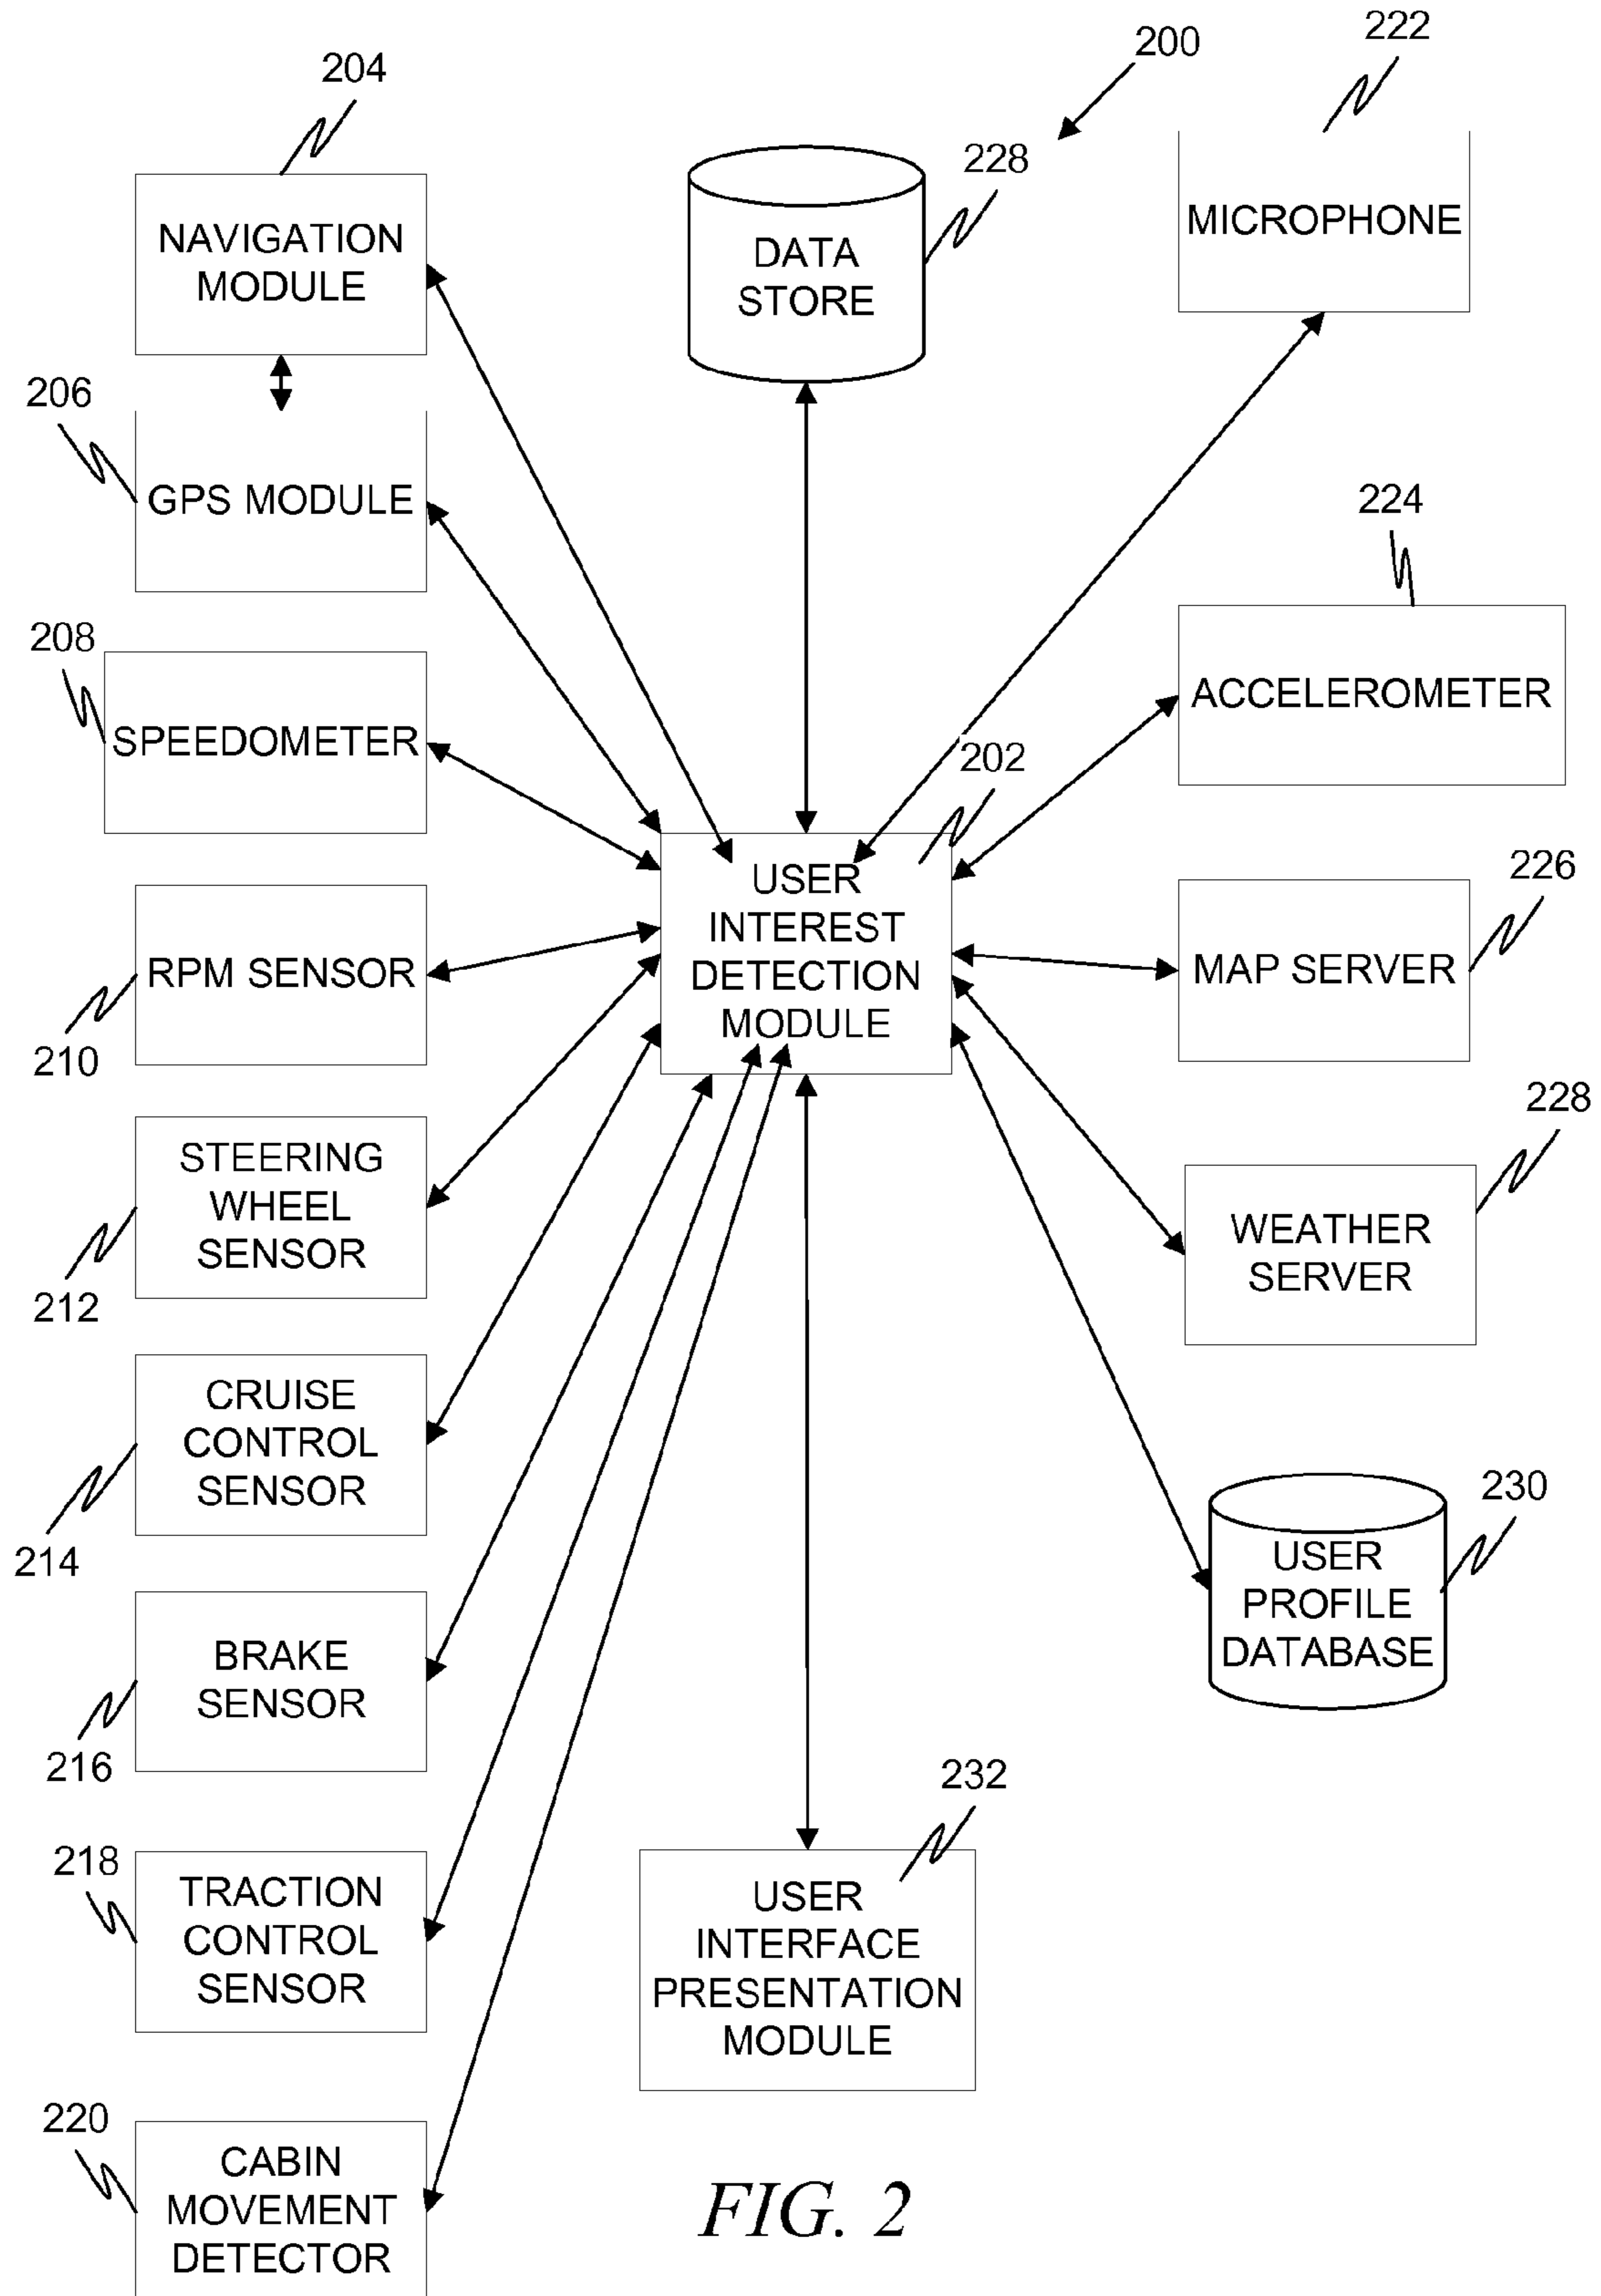 200
222
204
228
NAVIGATION
MODULE
DATA
STORE
MICROPHONE
206
GPS MODULE
224
208
SPEEDOMETER
ACCELEROMETER
202
USER
INTEREST
DETECTION
MODULE
226
RPM SENSOR
MAP SERVER
210
228
STEERING
WHEEL
SENSOR
WEATHER
SERVER
212
CRUISE
CONTROL
SENSOR
214
230
USER
PROFILE
DATABASE
BRAKE
SENSOR
216
232
218
TRACTION
CONTROL
SENSOR
USER
INTERFACE
PRESENTATION
MODULE
220
CABIN
MOVEMENT
DETECTOR
FIG. 2